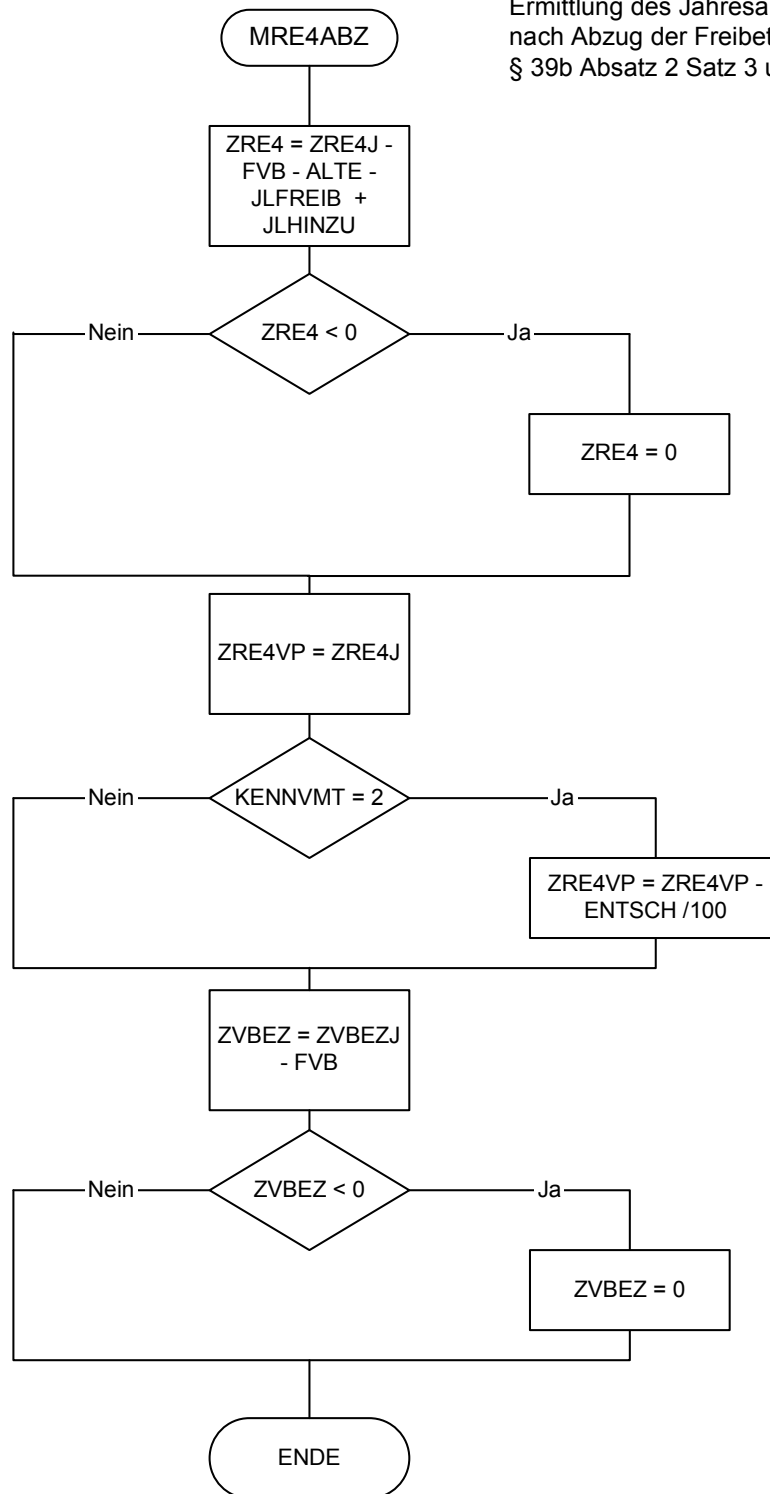 Ermittlung des
nach Abzug der
§ 39b Absatz 2 Satz 3
MRE4ABZ
ZRE4 = ZRE4J -
FVB - ALTE -
JLFREIB + 
JLHINZU
Nein
ZRE4 < 0
Ja
ZRE4 = 0
ZRE4VP = ZRE4J
Nein
KENNVMT = 2
Ja
ZRE4VP = ZRE4VP -
ENTSCH /100
ZVBEZ = ZVBEZJ
- FVB
Nein
ZVBEZ < 0
Ja
ZVBEZ = 0
ENDE